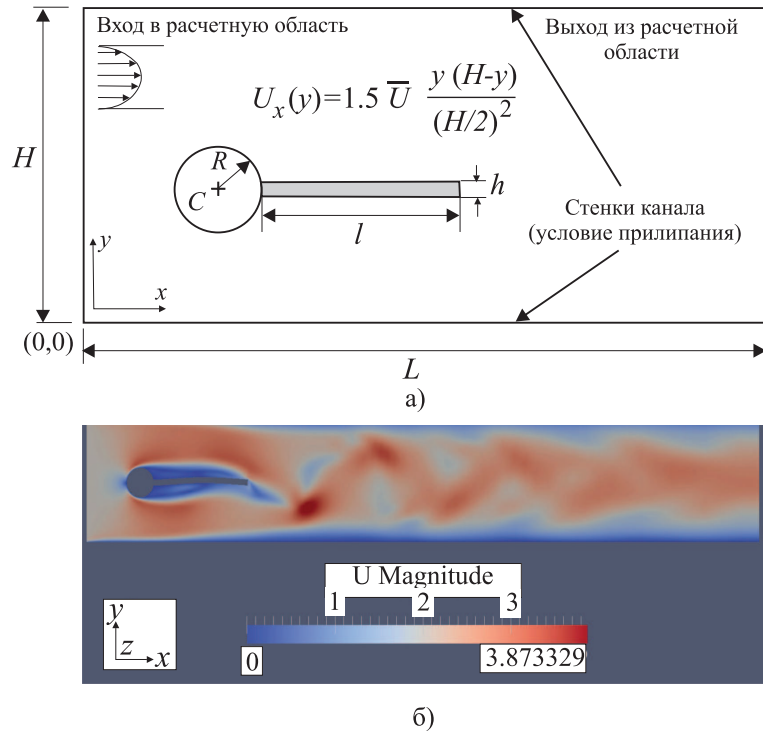 Вход в расчетную область
Выход из расчетной
области
U_x(y)=1.5 U̅ y (H-y)
(H/2)²
H
R
C
h
l
Стенки канала
(условие прилипания)
y
x
(0,0)
L
а)
U Magnitude
1 2 3
0 3.873329
y
z x
б)